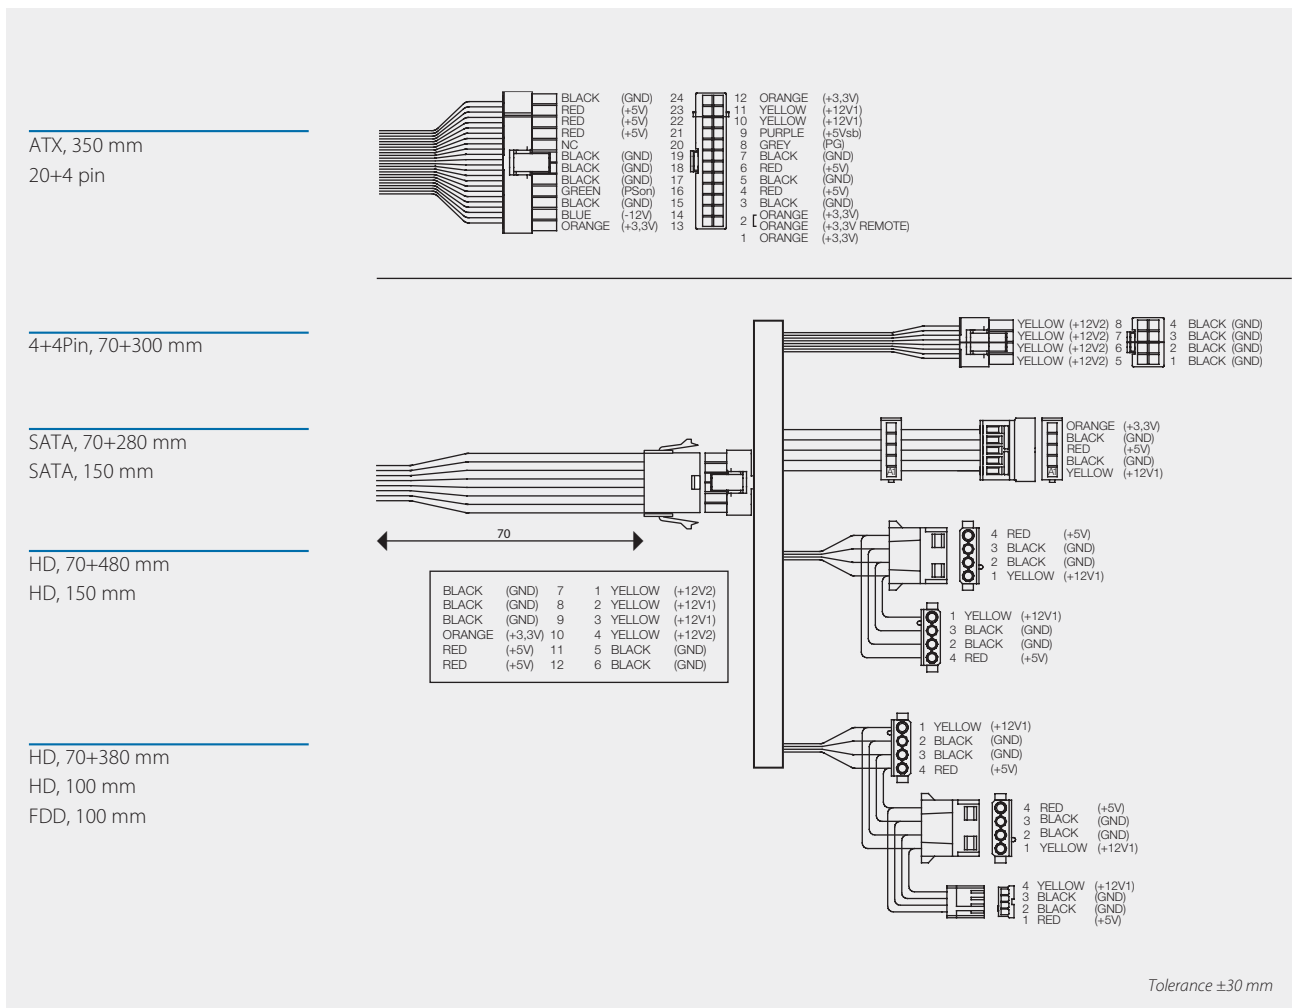 ATX, 350 mm
20+4 pin
BLACK (GND) 24 12 ORANGE (+3,3V)
RED (+5V) 23 11 YELLOW (+12V1)
RED (+5V) 22 10 YELLOW (+12V1)
RED (+5V) 21 9 PURPLE (+5Vsb)
NC 20 8 GREY (PG)
BLACK (GND) 19 7 BLACK (GND)
BLACK (GND) 18 6 RED (+5V)
BLACK (GND) 17 5 BLACK (GND)
GREEN (PSon) 16 4 RED (+5V)
BLACK (GND) 15 3 BLACK (GND)
BLUE (-12V) 14 2 [ ORANGE (+3,3V)
ORANGE (+3,3V REMOTE)
ORANGE (+3,3V) 13 1 ORANGE (+3,3V)
4+4Pin, 70+300 mm
YELLOW (+12V2) 8 4 BLACK (GND)
YELLOW (+12V2) 7 3 BLACK (GND)
YELLOW (+12V2) 6 2 BLACK (GND)
YELLOW (+12V2) 5 1 BLACK (GND)
SATA, 70+280 mm
SATA, 150 mm
ORANGE (+3,3V)
BLACK (GND)
RED (+5V)
BLACK (GND)
YELLOW (+12V1)
70
HD, 70+480 mm
HD, 150 mm
4 RED (+5V)
3 BLACK (GND)
2 BLACK (GND)
1 YELLOW (+12V1)
BLACK (GND) 7 1 YELLOW (+12V2)
BLACK (GND) 8 2 YELLOW (+12V1)
BLACK (GND) 9 3 YELLOW (+12V1)
ORANGE (+3,3V) 10 4 YELLOW (+12V2)
RED (+5V) 11 5 BLACK (GND)
RED (+5V) 12 6 BLACK (GND)
1 YELLOW (+12V1)
3 BLACK (GND)
2 BLACK (GND)
4 RED (+5V)
HD, 70+380 mm
HD, 100 mm
FDD, 100 mm
1 YELLOW (+12V1)
2 BLACK (GND)
3 BLACK (GND)
4 RED (+5V)
4 RED (+5V)
3 BLACK (GND)
2 BLACK (GND)
1 YELLOW (+12V1)
4 YELLOW (+12V1)
3 BLACK (GND)
2 BLACK (GND)
1 RED (+5V)
Tolerance ±30 mm